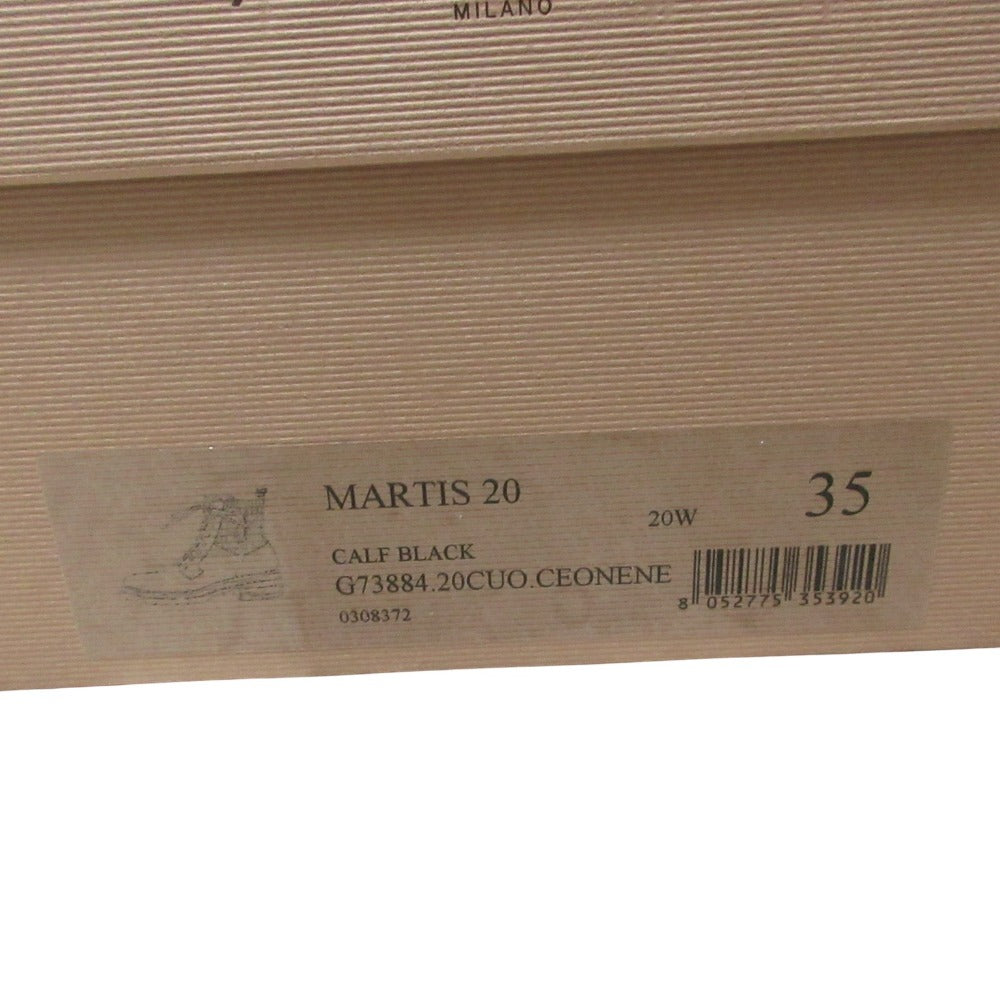 MILANO
MARTIS 20
20W
35
CALF BLACK
G73884.20CUO.CEONENE
0308372
8 052775 353920